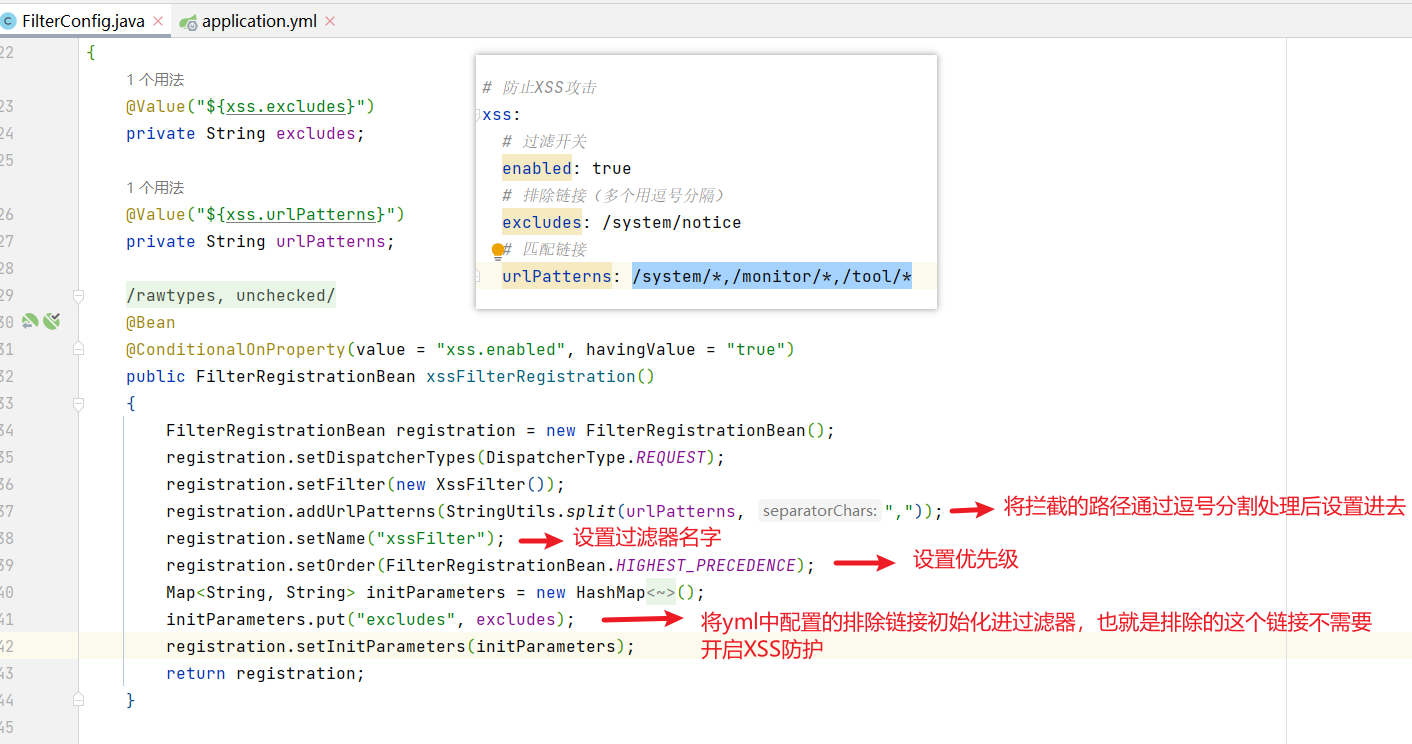 FilterConfig.java
application.yml
22 {
1 个用法
23 @Value("${xss.excludes}")
24 private String excludes;
25
1 个用法
26 @Value("${xss.urlPatterns}")
27 private String urlPatterns;
28
29 /rawtypes, unchecked/
30 @Bean
31 @ConditionalOnProperty(value = "xss.enabled", havingValue = "true")
32 public FilterRegistrationBean xssFilterRegistration()
33 {
34 FilterRegistrationBean registration = new FilterRegistrationBean();
35 registration.setDispatcherTypes(DispatcherType.REQUEST);
36 registration.setFilter(new XssFilter());
37 registration.addUrlPatterns(StringUtils.split(urlPatterns, separatorChars: ",")); 将拦截的路径通过逗号分割处理后设置进去
38 registration.setName("xssFilter"); 设置过滤器名字
39 registration.setOrder(FilterRegistrationBean.HIGHEST_PRECEDENCE); 设置优先级
40 Map<String, String> initParameters = new HashMap<~>();
41 initParameters.put("excludes", excludes); 将yml中配置的排除链接初始化进过滤器，也就是排除的这个链接不需要
42 registration.setInitParameters(initParameters); 开启XSS防护
43 return registration;
44 }
45
# 防止XSS攻击
xss:
# 过滤开关
enabled: true
# 排除链接（多个用逗号分隔）
excludes: /system/notice
# 匹配链接
urlPatterns: /system/*,/monitor/*,/tool/*